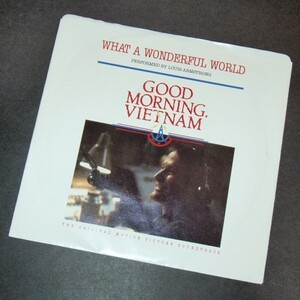 WHAT A WONDERFUL WORLD
PERFORMED BY LOUIS ARMSTRONG
GOOD
MORNING,
VIETNAM
THE ORIGINAL MOTION PICTURE SOUNDTRACK